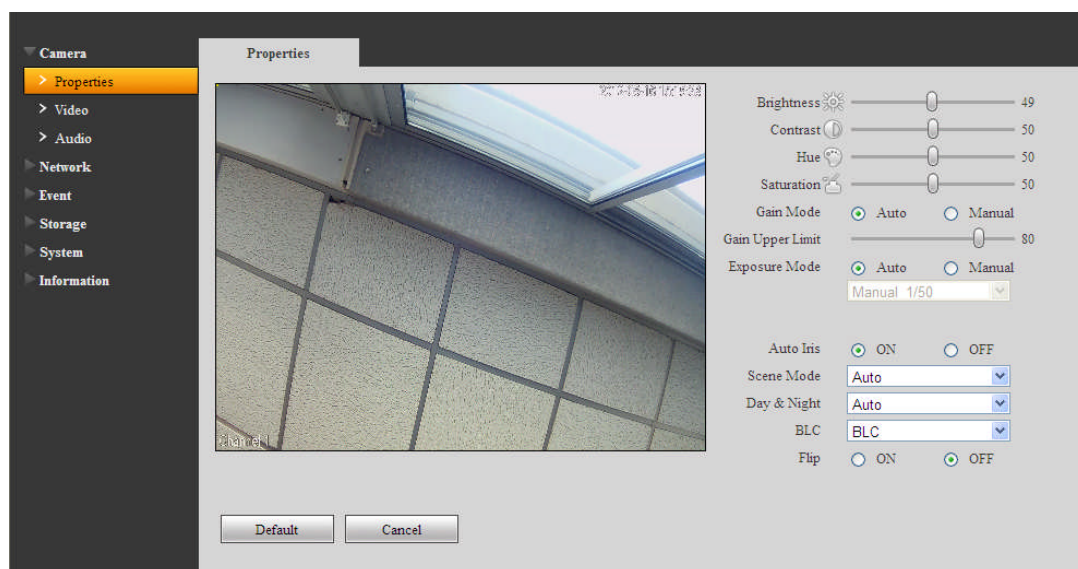 Camera
Properties
Video
Audio
Network
Event
Storage
System
Information
Properties
Channel 1
Default
Cancel
Brightness 49
Contrast 50
Hue 50
Saturation 50
Gain Mode Auto Manual
Gain Upper Limit 80
Exposure Mode Auto Manual
Manual 1/50
Auto Iris ON OFF
Scene Mode Auto
Day & Night Auto
BLC BLC
Flip ON OFF